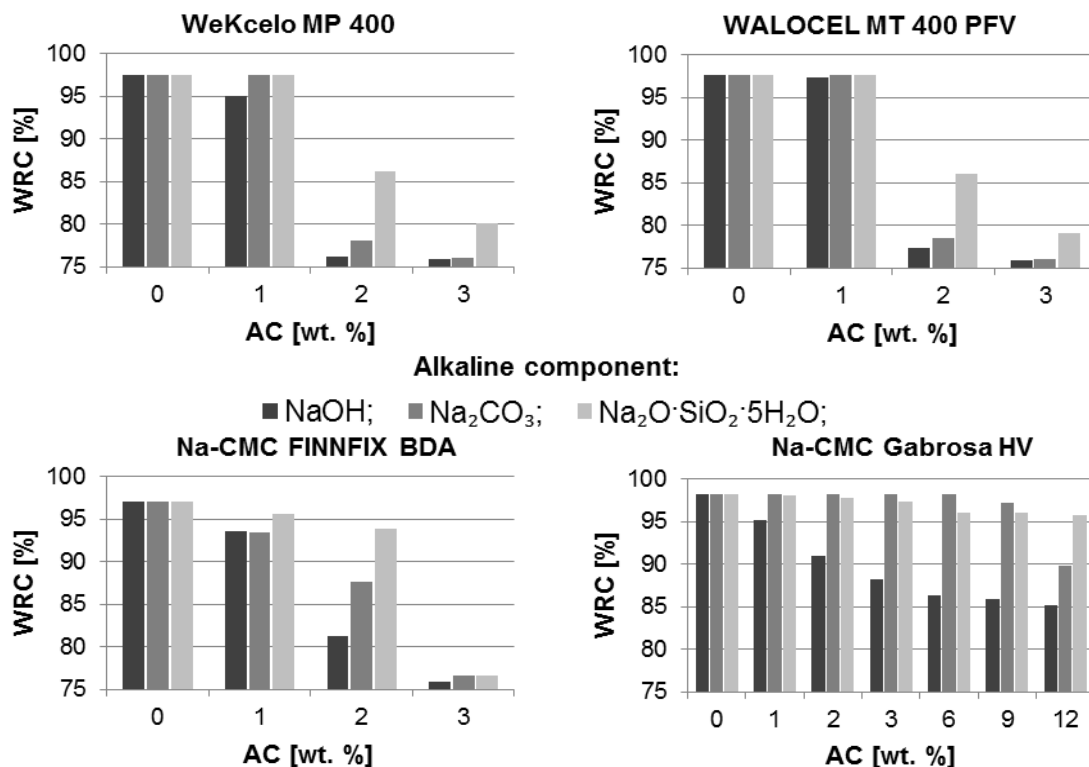 WeKcelo MP 400
100
95
90
85
80
75
WRC [%]
0 1 2 3
AC [wt. %]
WALOCEL MT 400 PFV
100
95
90
85
80
75
WRC [%]
0 1 2 3
AC [wt. %]
Alkaline component:
NaOH; Na₂CO₃; Na₂O·SiO₂·5H₂O;
Na-CMC FINNFIX BDA
100
95
90
85
80
75
WRC [%]
0 1 2 3
AC [wt. %]
Na-CMC Gabrosa HV
100
95
90
85
80
75
WRC [%]
0 1 2 3 6 9 12
AC [wt. %]